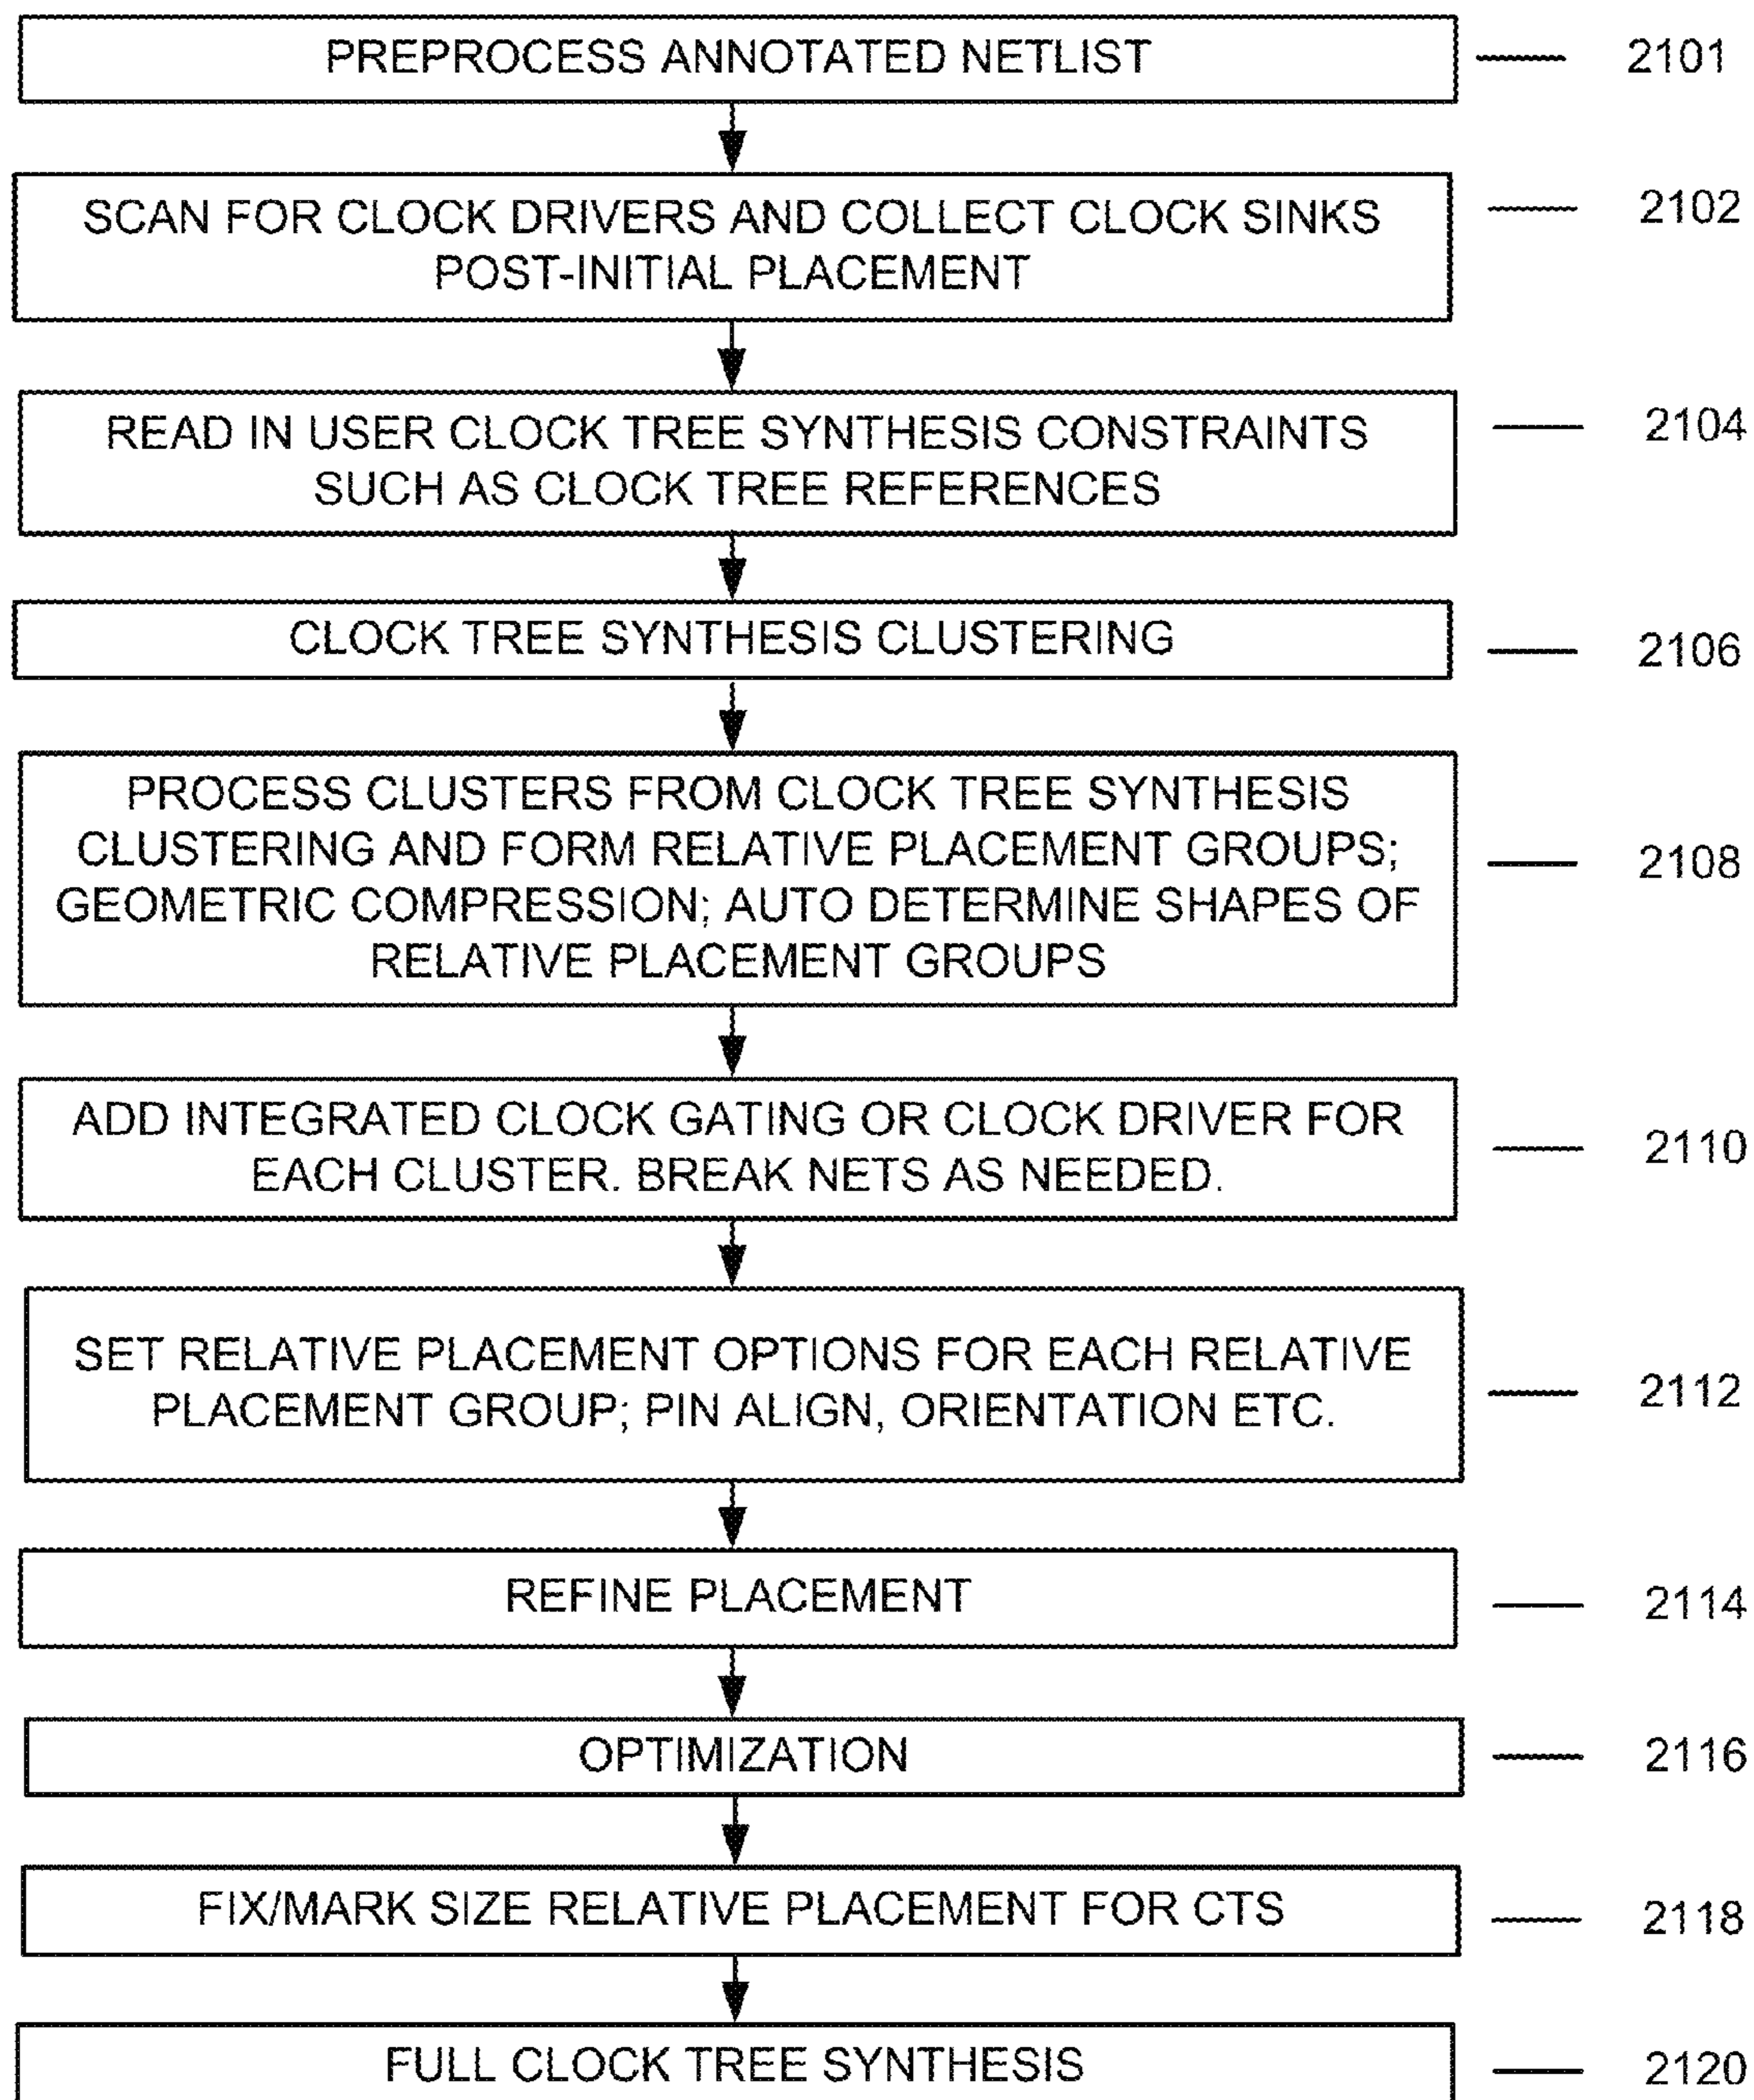 PREPROCESS ANNOTATED NETLIST
2101
SCAN FOR CLOCK DRIVERS AND COLLECT CLOCK SINKS
POST-INITIAL PLACEMENT
2102
READ IN USER CLOCK TREE SYNTHESIS CONSTRAINTS
SUCH AS CLOCK TREE REFERENCES
2104
CLOCK TREE SYNTHESIS CLUSTERING
2106
PROCESS CLUSTERS FROM CLOCK TREE SYNTHESIS
CLUSTERING AND FORM RELATIVE PLACEMENT GROUPS;
GEOMETRIC COMPRESSION; AUTO DETERMINE SHAPES OF
RELATIVE PLACEMENT GROUPS
2108
ADD INTEGRATED CLOCK GATING OR CLOCK DRIVER FOR
EACH CLUSTER. BREAK NETS AS NEEDED.
2110
SET RELATIVE PLACEMENT OPTIONS FOR EACH RELATIVE
PLACEMENT GROUP; PIN ALIGN, ORIENTATION ETC.
2112
REFINE PLACEMENT
2114
OPTIMIZATION
2116
FIX/MARK SIZE RELATIVE PLACEMENT FOR CTS
2118
FULL CLOCK TREE SYNTHESIS
2120